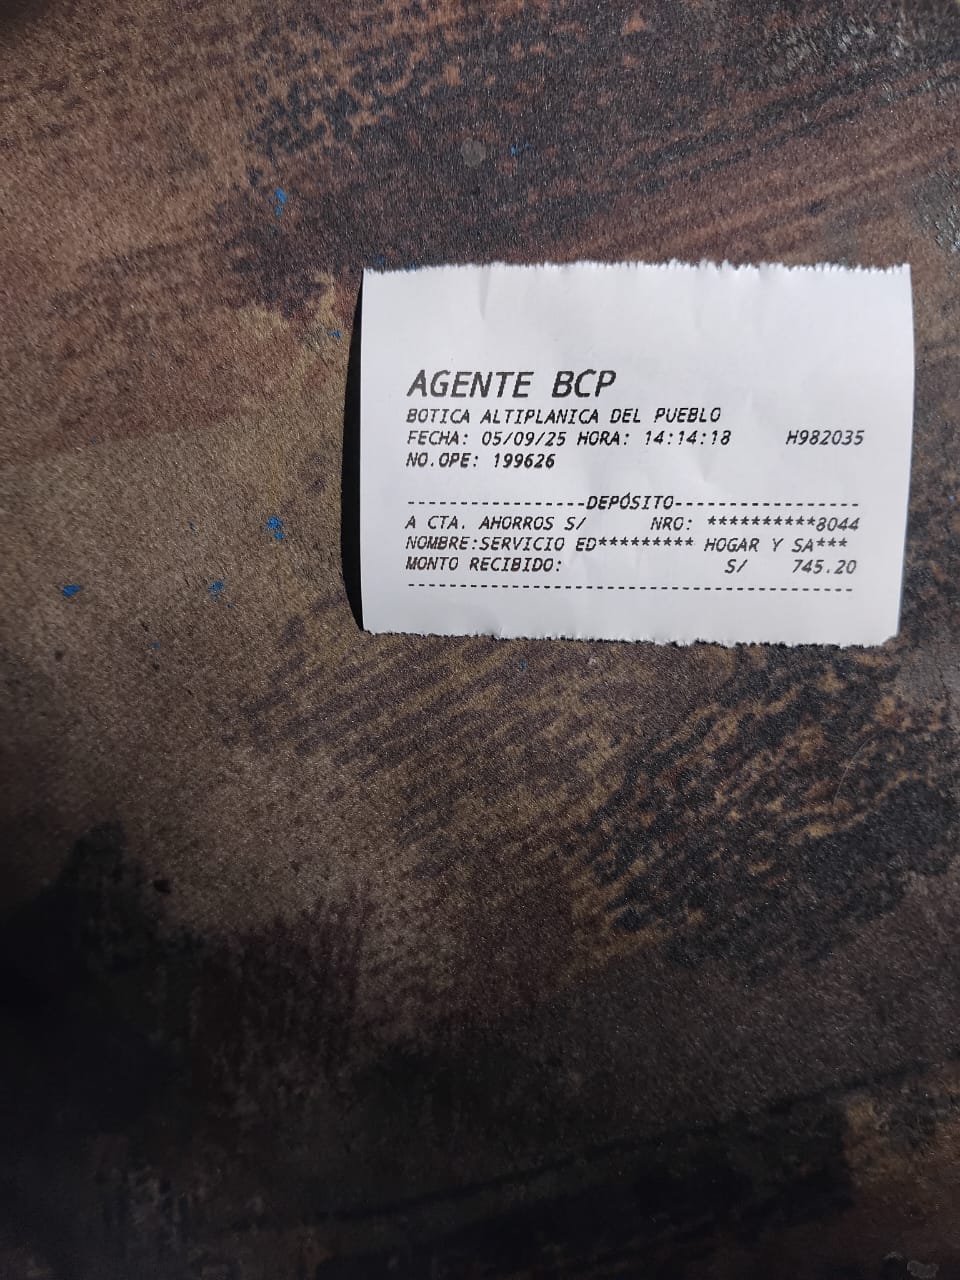 AGENTE BCP
BOTICA ALTIPLANICA DEL PUEBLO
FECHA: 05/09/25 HORA: 14:14:18 H982035
NO.OPE: 199626
-----------------DEPÓSITO-----------------
A CTA. AHORROS S/ NRO: **********8044
NOMBRE:SERVICIO ED********* HOGAR Y SA***
MONTO RECIBIDO: S/ 745.20
------------------------------------------